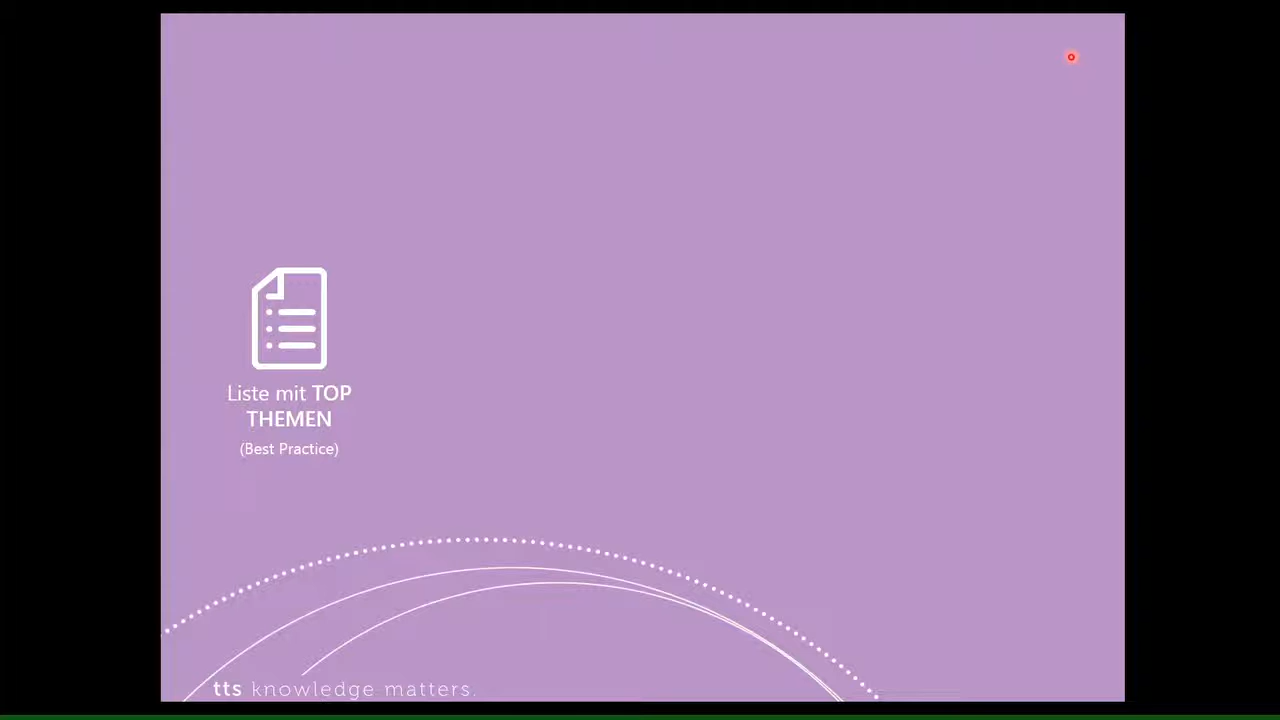 Liste mit TOP
THEMEN
(Best Practice)
tts knowledge matters.